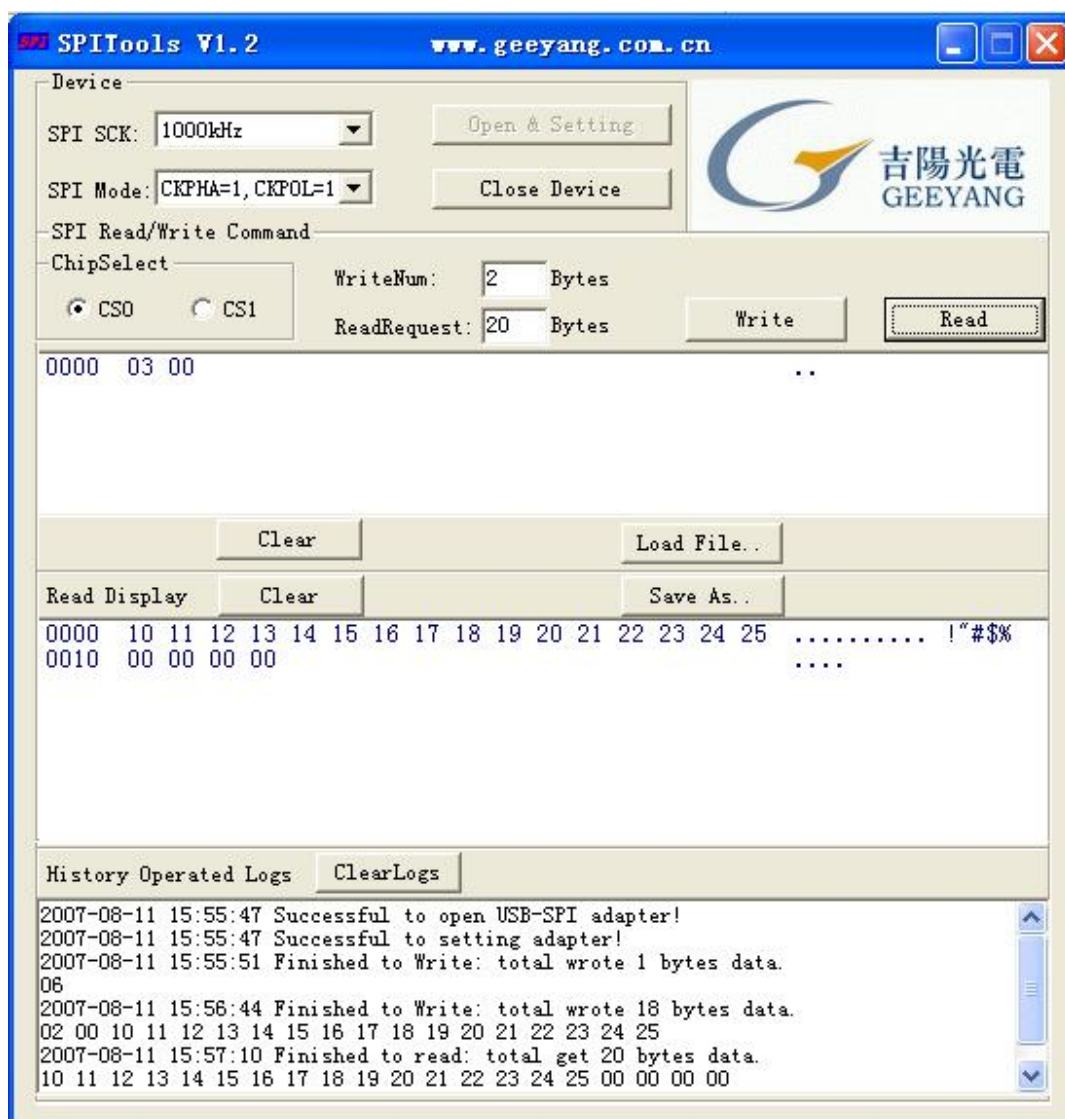 SPI SPITools V1.2 www.geeyang.com.cn
Device
SPI SCK: 1000kHz Open & Setting
SPI Mode: CKPHA=1, CKPOL=1 Close Device
吉陽光電
GEEYANG
SPI Read/Write Command
ChipSelect
CS0 CS1
WriteNum: 2 Bytes
ReadRequest: 20 Bytes
Write Read
0000 03 00 ..
Clear Load File..
Read Display Clear Save As..
0000 10 11 12 13 14 15 16 17 18 19 20 21 22 23 24 25 .......... !"#$%
0010 00 00 00 00 ....
History Operated Logs ClearLogs
2007-08-11 15:55:47 Successful to open USB-SPI adapter!
2007-08-11 15:55:47 Successful to setting adapter!
2007-08-11 15:55:51 Finished to Write: total wrote 1 bytes data.
06
2007-08-11 15:56:44 Finished to Write: total wrote 18 bytes data.
02 00 10 11 12 13 14 15 16 17 18 19 20 21 22 23 24 25
2007-08-11 15:57:10 Finished to read: total get 20 bytes data.
10 11 12 13 14 15 16 17 18 19 20 21 22 23 24 25 00 00 00 00